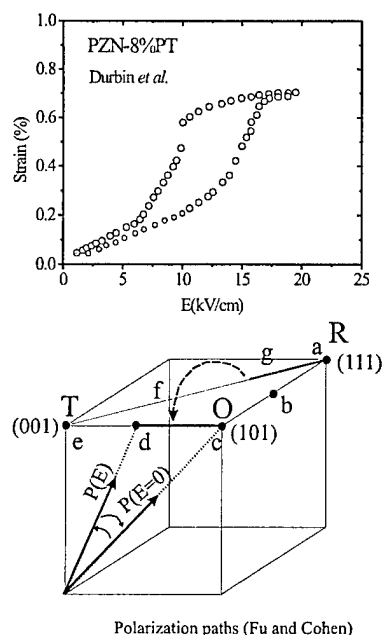 PZN-8%PT
Durbin et al.
Strain (%)
1.0
0.8
0.6
0.4
0.2
0.0
0 5 10 15 20 25
E(kV/cm)
R
a (111)
g
f
b
T
O
(001)
(101)
e d c
P(E)
P(E=0)
Polarization paths (Fu and Cohen)